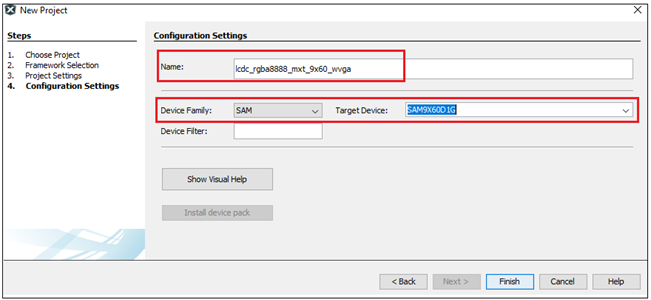 New Project
Steps
1. Choose Project
2. Framework Selection
3. Project Settings
4. Configuration Settings
Configuration Settings
Name: lcdc_rgba8888_mxt_9x60_wvga
Device Family: SAM Target Device: SAM9X60D1G
Device Filter:
Show Visual Help
Install device pack
< Back Next > Finish Cancel Help